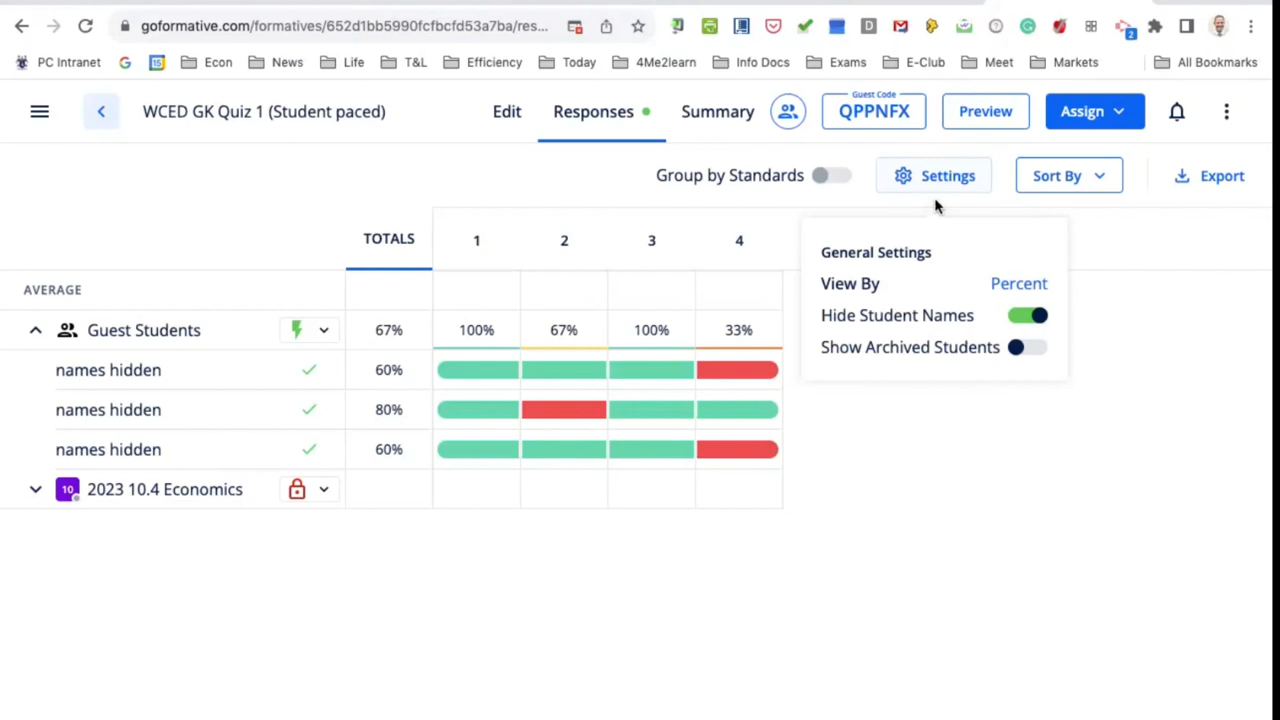 goformative.com/formatives/652d1bb5990fcfbcfd53a7ba/res...
2
PC Intranet
Econ
News
Life
T&L
Efficiency
Today
4Me2learn
Info Docs
Exams
E-Club
Meet
Markets
All Bookmarks
WCED GK Quiz 1 (Student paced)
Edit
Responses
Summary
Guest Code
QPPNFX
Preview
Assign
Group by Standards
Settings
Sort By
Export
TOTALS 1 2 3 4
General Settings
View By Percent
Hide Student Names
Show Archived Students
AVERAGE
Guest Students 67% 100% 67% 100% 33%
names hidden 60%
names hidden 80%
names hidden 60%
10 2023 10.4 Economics